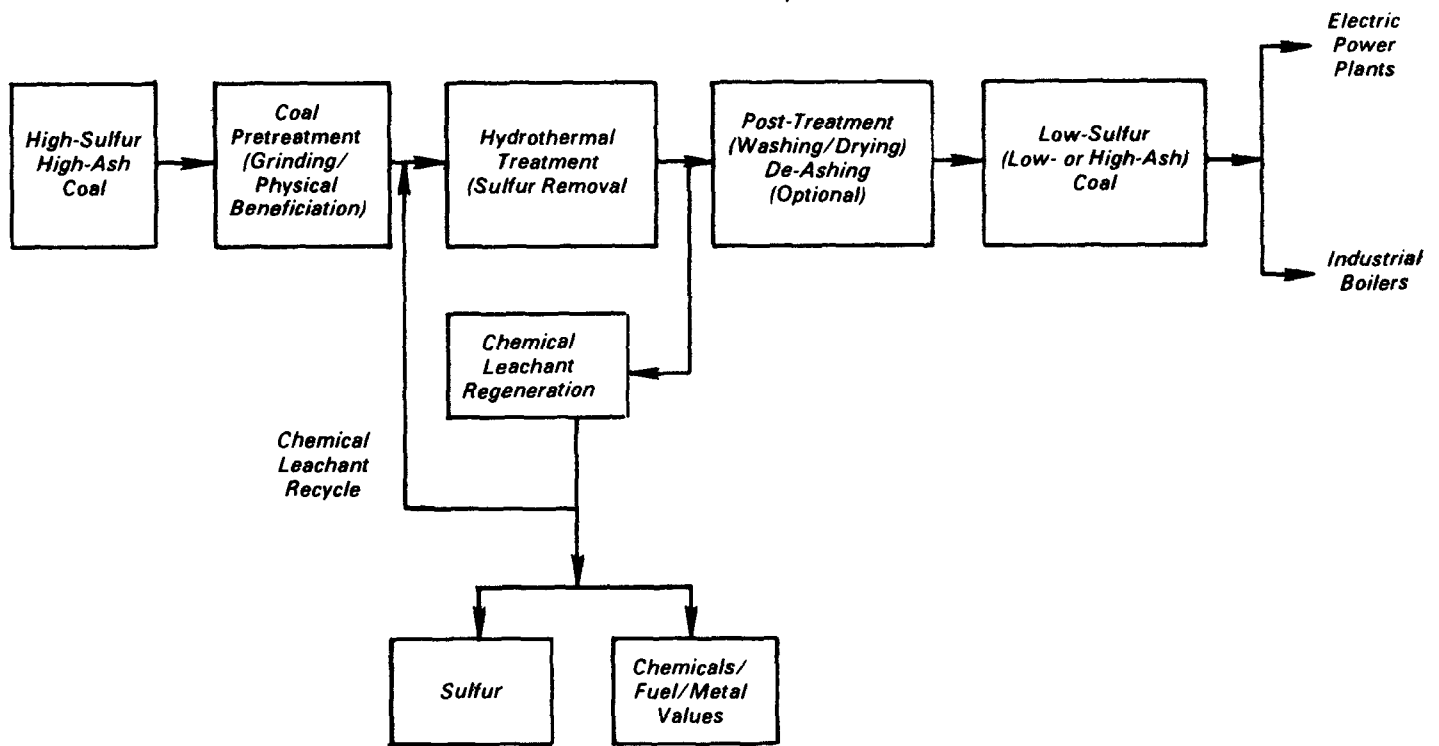 High-Sulfur
High-Ash
Coal
Coal
Pretreatment
(Grinding/
Physical
Beneficiation)
Hydrothermal
Treatment
(Sulfur Removal
Post-Treatment
(Washing/Drying)
De-Ashing
(Optional)
Low-Sulfur
(Low- or High-Ash)
Coal
Electric
Power
Plants
Industrial
Boilers
Chemical
Leachant
Regeneration
Chemical
Leachant
Recycle
Sulfur
Chemicals/
Fuel/Metal
Values